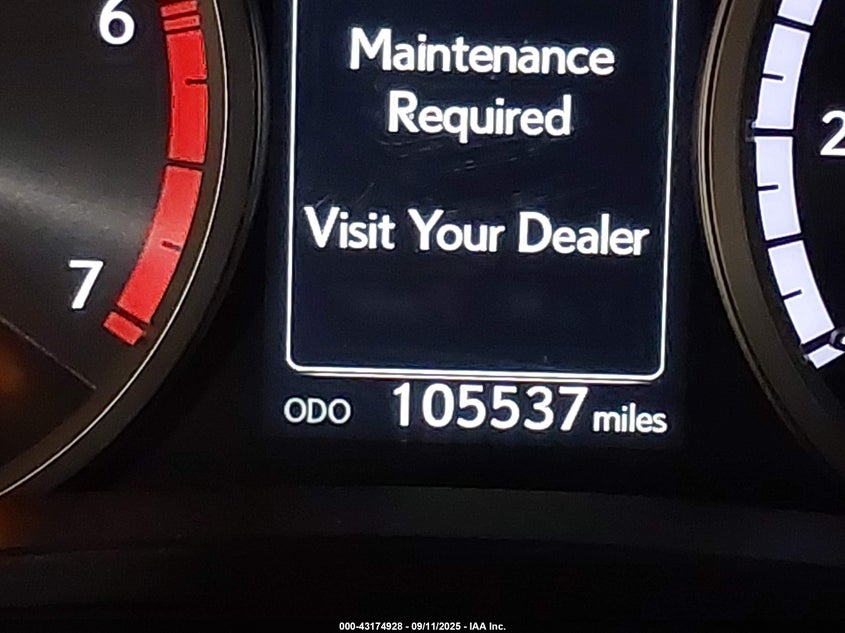 6
Maintenance
Required
2
Visit Your Dealer
7
ODO 105537 miles
000-43174928 - 09/11/2025 - IAA Inc.